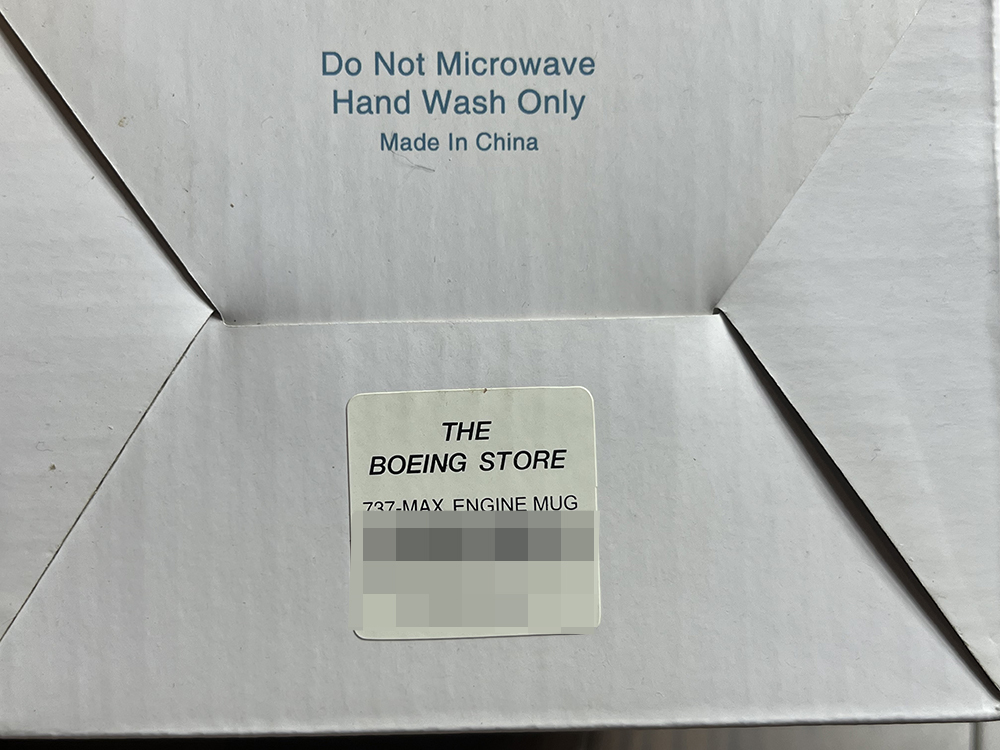 Do Not Microwave
Hand Wash Only
Made In China
THE
BOEING STORE
737-MAX ENGINE MUG